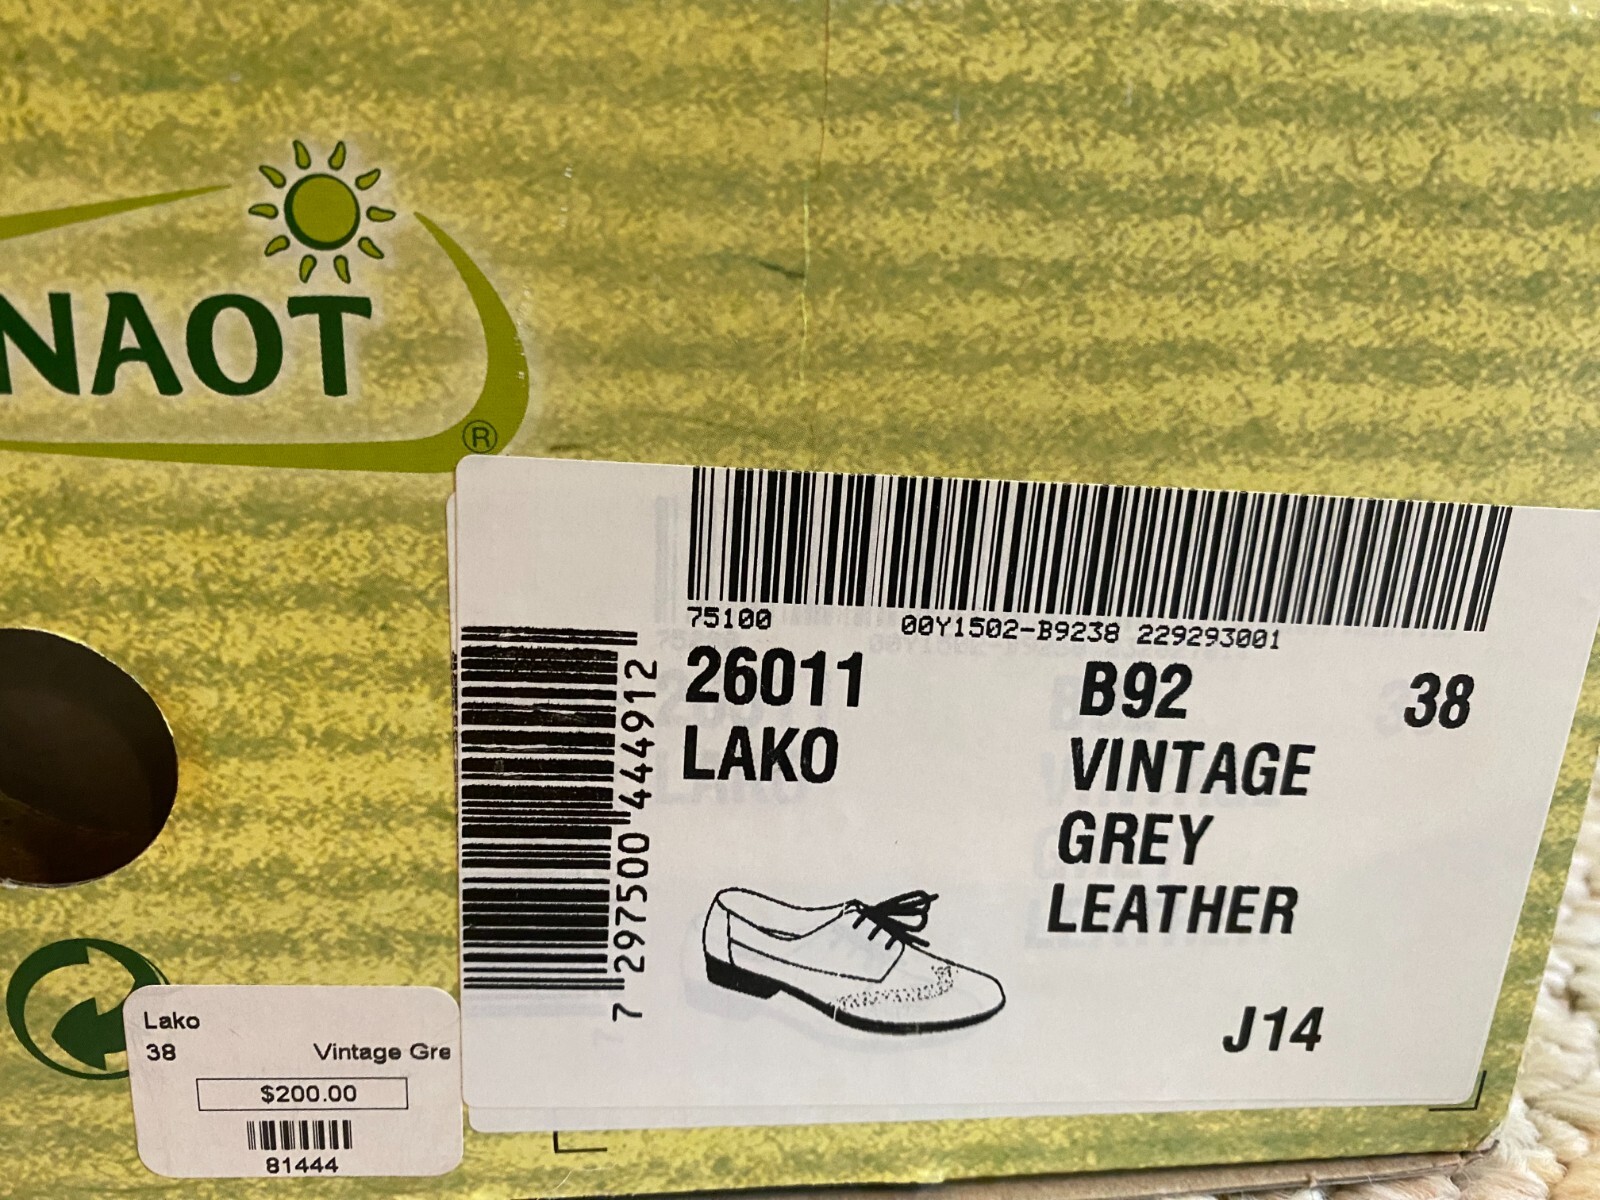 NAOT
®
75100 00Y1502-B9238 229293001
26011 B92 38
LAKO VINTAGE
GREY
LEATHER
J14
7 297500 444912
Lako
38 Vintage Gre
$200.00
81444